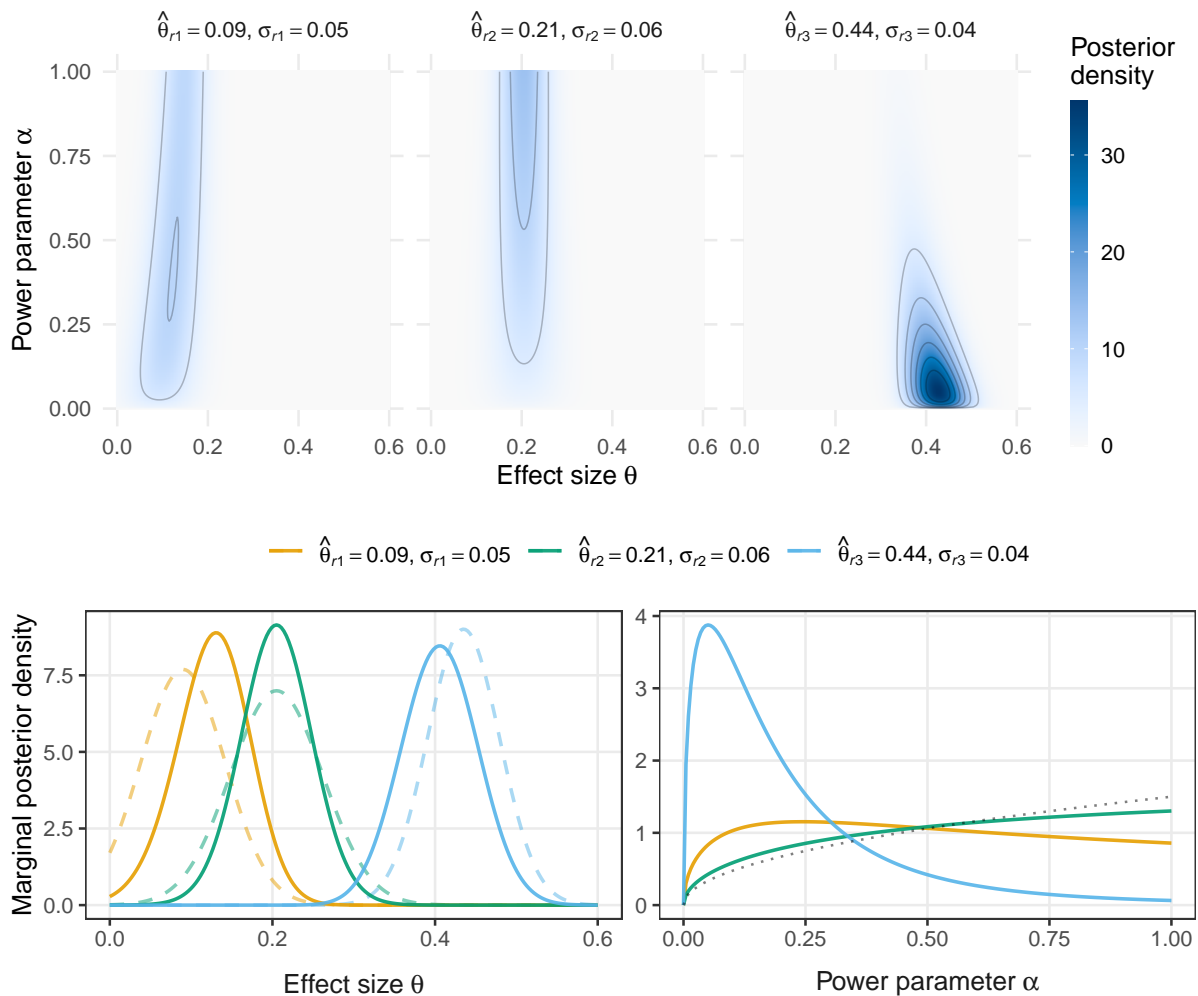 θ̂r1 = 0.09, σr1 = 0.05
θ̂r2 = 0.21, σr2 = 0.06
θ̂r3 = 0.44, σr3 = 0.04
Posterior
density
30
20
10
0
Power parameter α
1.00
0.75
0.50
0.25
0.00
0.0 0.2 0.4 0.6
0.0 0.2 0.4 0.6
0.0 0.2 0.4 0.6
Effect size θ
θ̂r1 = 0.09, σr1 = 0.05 θ̂r2 = 0.21, σr2 = 0.06 θ̂r3 = 0.44, σr3 = 0.04
Marginal posterior density
7.5
5.0
2.5
0.0
0.0 0.2 0.4 0.6
Effect size θ
4
3
2
1
0
0.00 0.25 0.50 0.75 1.00
Power parameter α